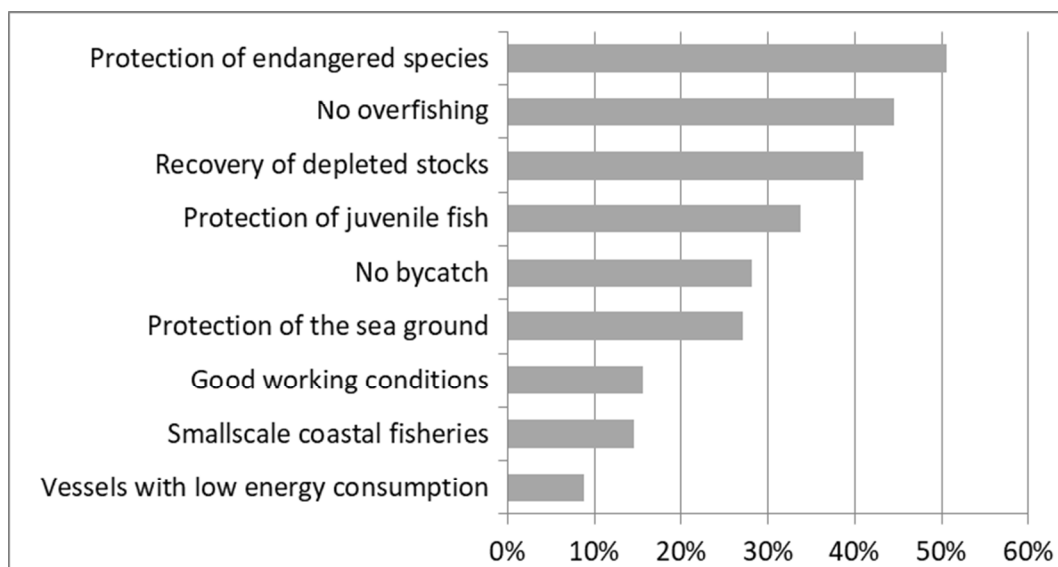 Protection of endangered species
No overfishing
Recovery of depleted stocks
Protection of juvenile fish
No bycatch
Protection of the sea ground
Good working conditions
Smallscale coastal fisheries
Vessels with low energy consumption
0% 10% 20% 30% 40% 50% 60%